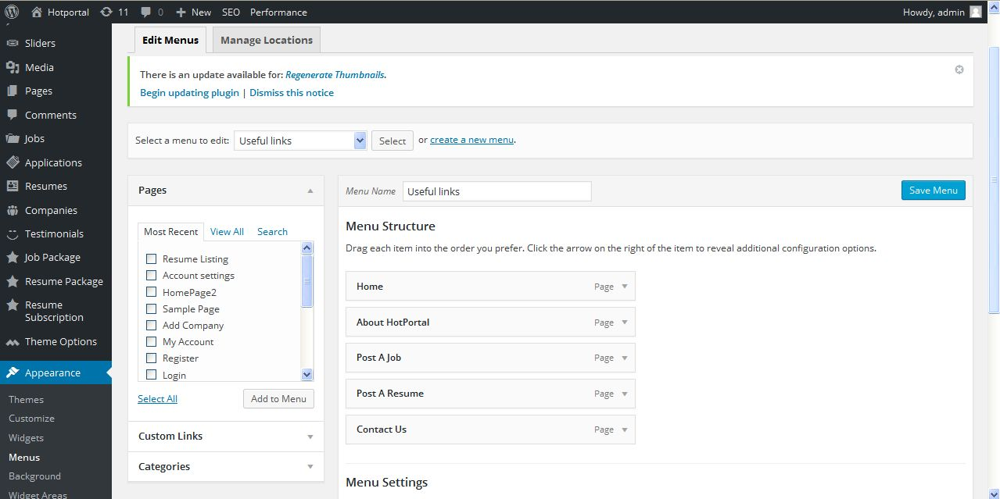 Hotportal 11 0 New SEO Performance Howdy, admin
Sliders
Media
Pages
Comments
Jobs
Applications
Resumes
Companies
Testimonials
Job Package
Resume Package
Resume
Subscription
Theme Options
Appearance
Themes
Customize
Widgets
Menus
Background
Widget Areas
Edit Menus Manage Locations
There is an update available for: Regenerate Thumbnails.
Begin updating plugin | Dismiss this notice
Select a menu to edit: Useful links Select or create a new menu.
Pages
Most Recent View All Search
Resume Listing
Account settings
HomePage2
Sample Page
Add Company
My Account
Register
Login
Select All Add to Menu
Custom Links
Categories
Menu Name Useful links Save Menu
Menu Structure
Drag each item into the order you prefer. Click the arrow on the right of the item to reveal additional configuration options.
Home Page
About HotPortal Page
Post A Job Page
Post A Resume Page
Contact Us Page
Menu Settings